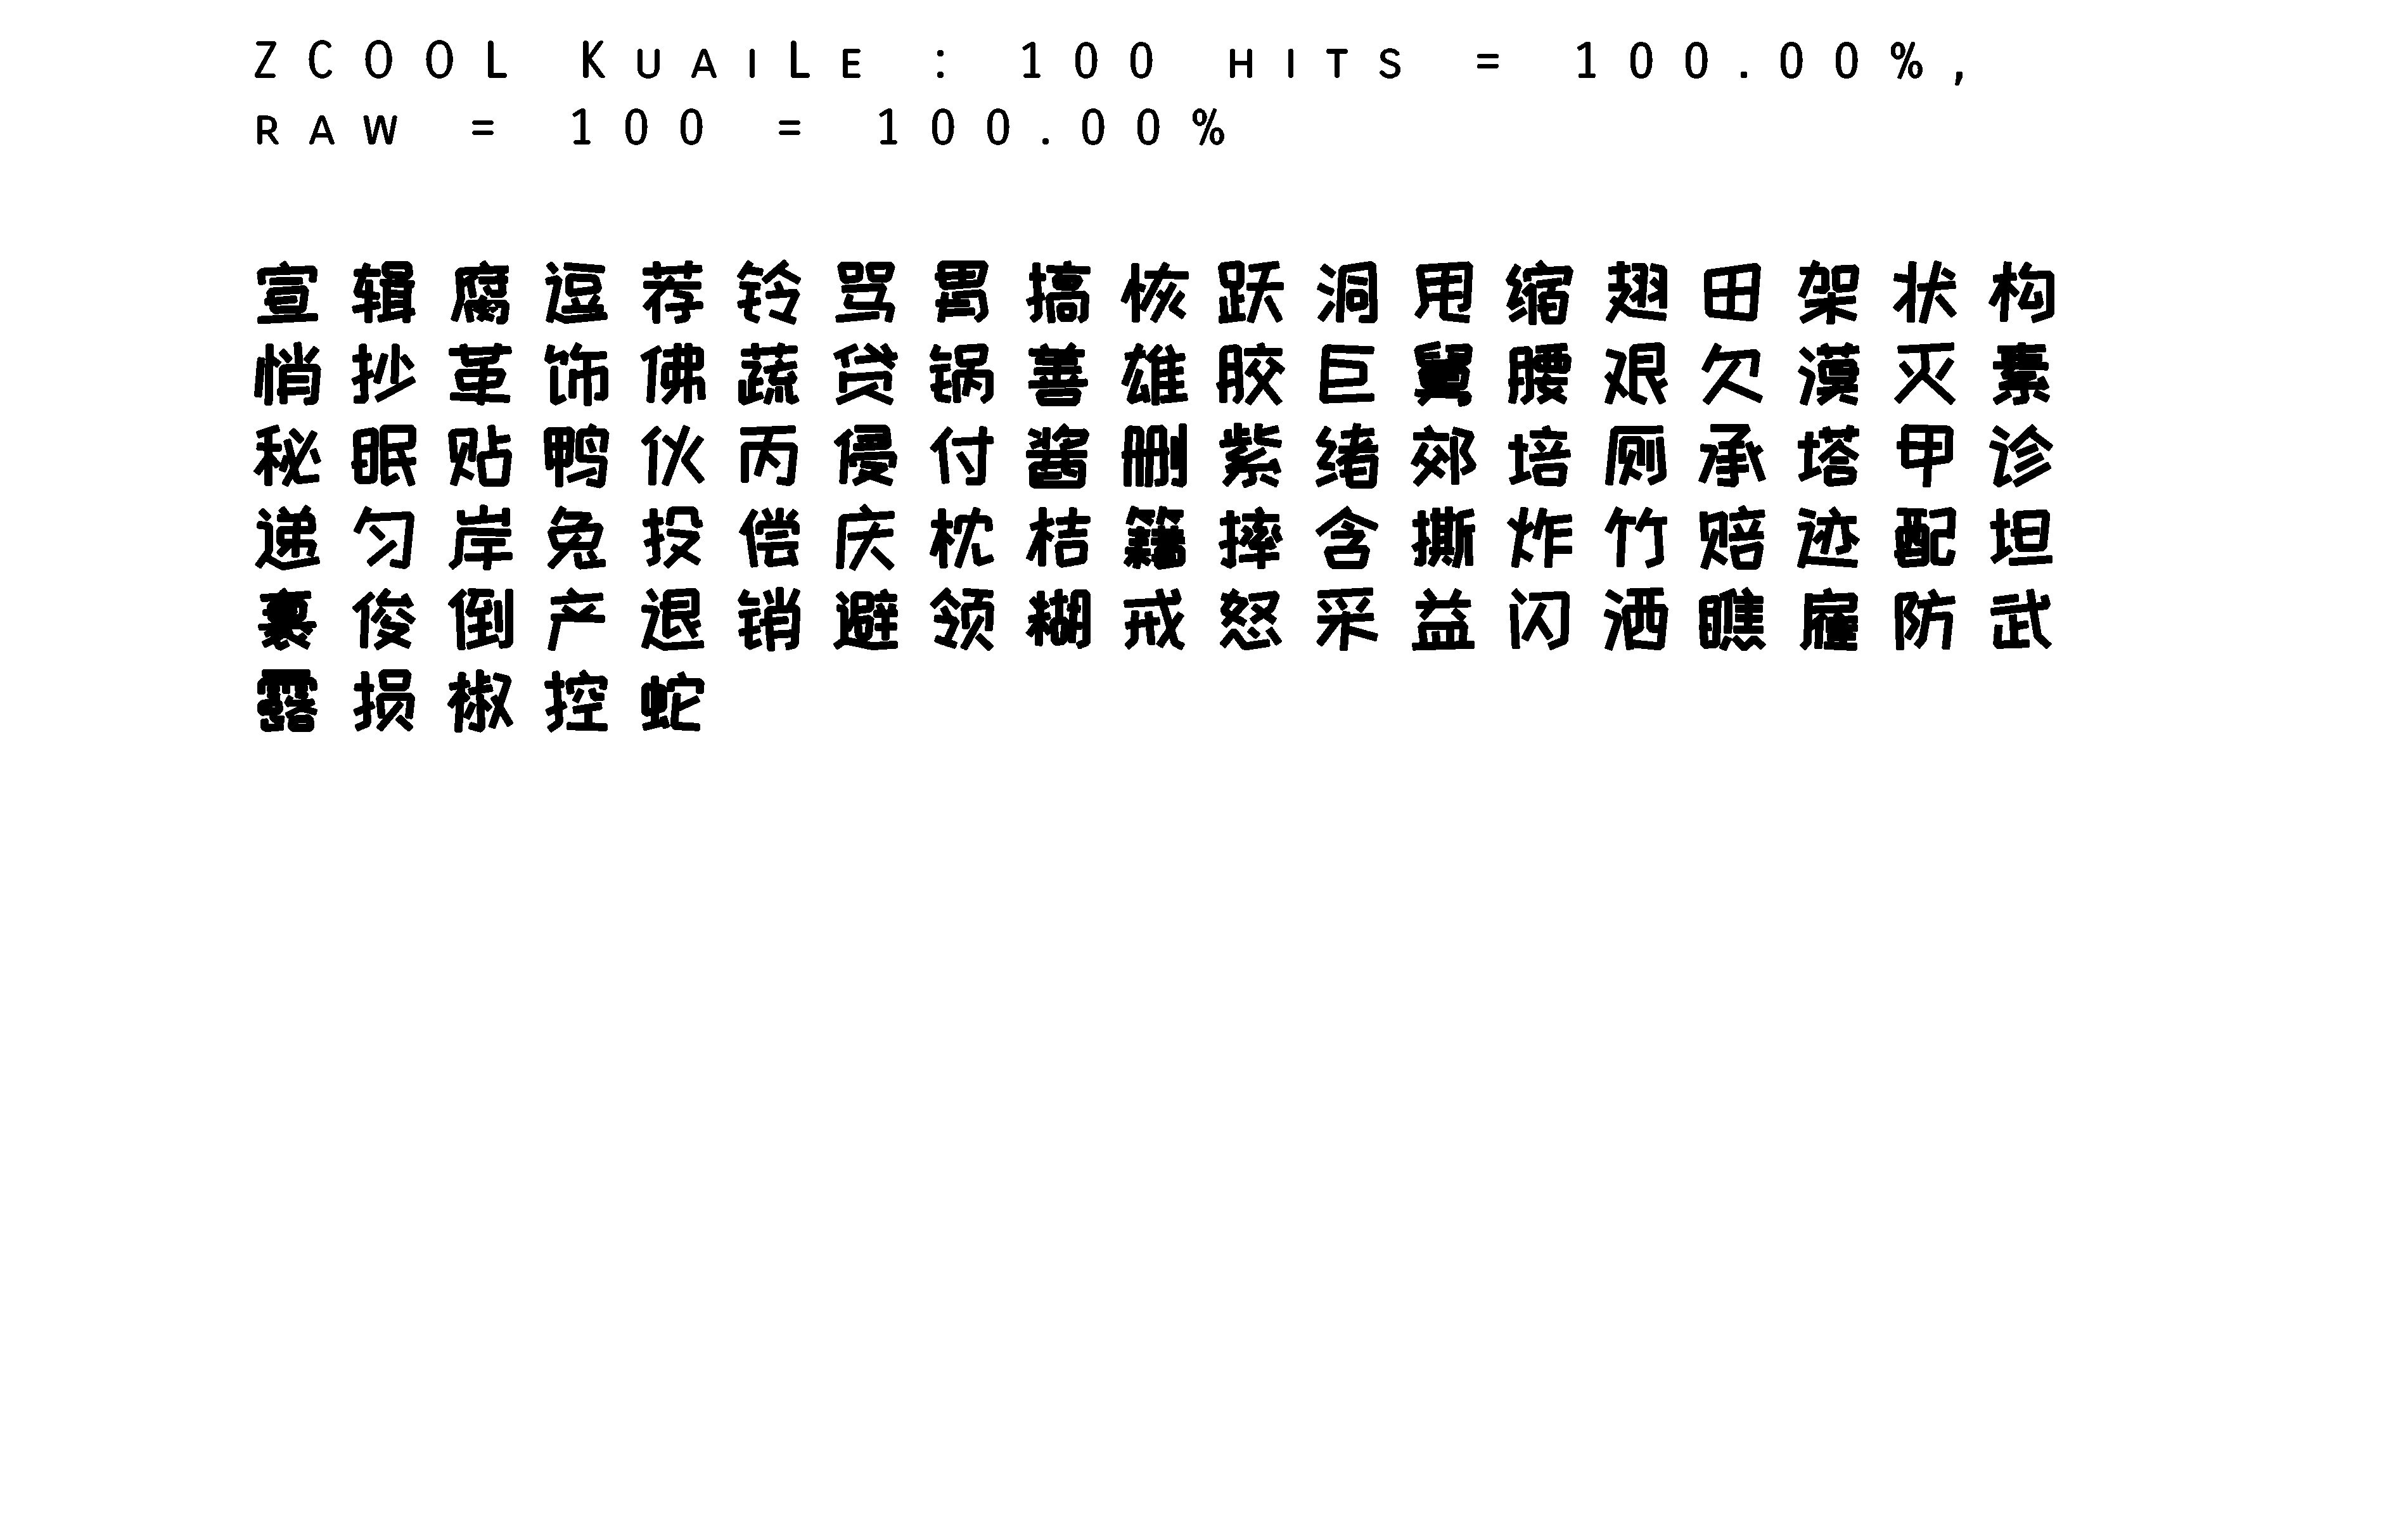 ZCOOL KuaiLe : 100 hits = 100.00%,
raw = 100 = 100.00%
宣辑腐逗荐铃骂胃搞恢跃洞甩缩翅田架状构
悄抄革饰佛蔬贷锅善雄胶巨舅腰艰欠漠灭素
秘眠贴鸭伙丙侵付酱删紫绪郊培厕承塔甲诊
递匀岸兔投偿庆枕桔籍摔含撕炸竹赔迹配坦
裹俊倒产退销避领糊戒怒采益闪洒瞧雇防武
露损椒控蛇